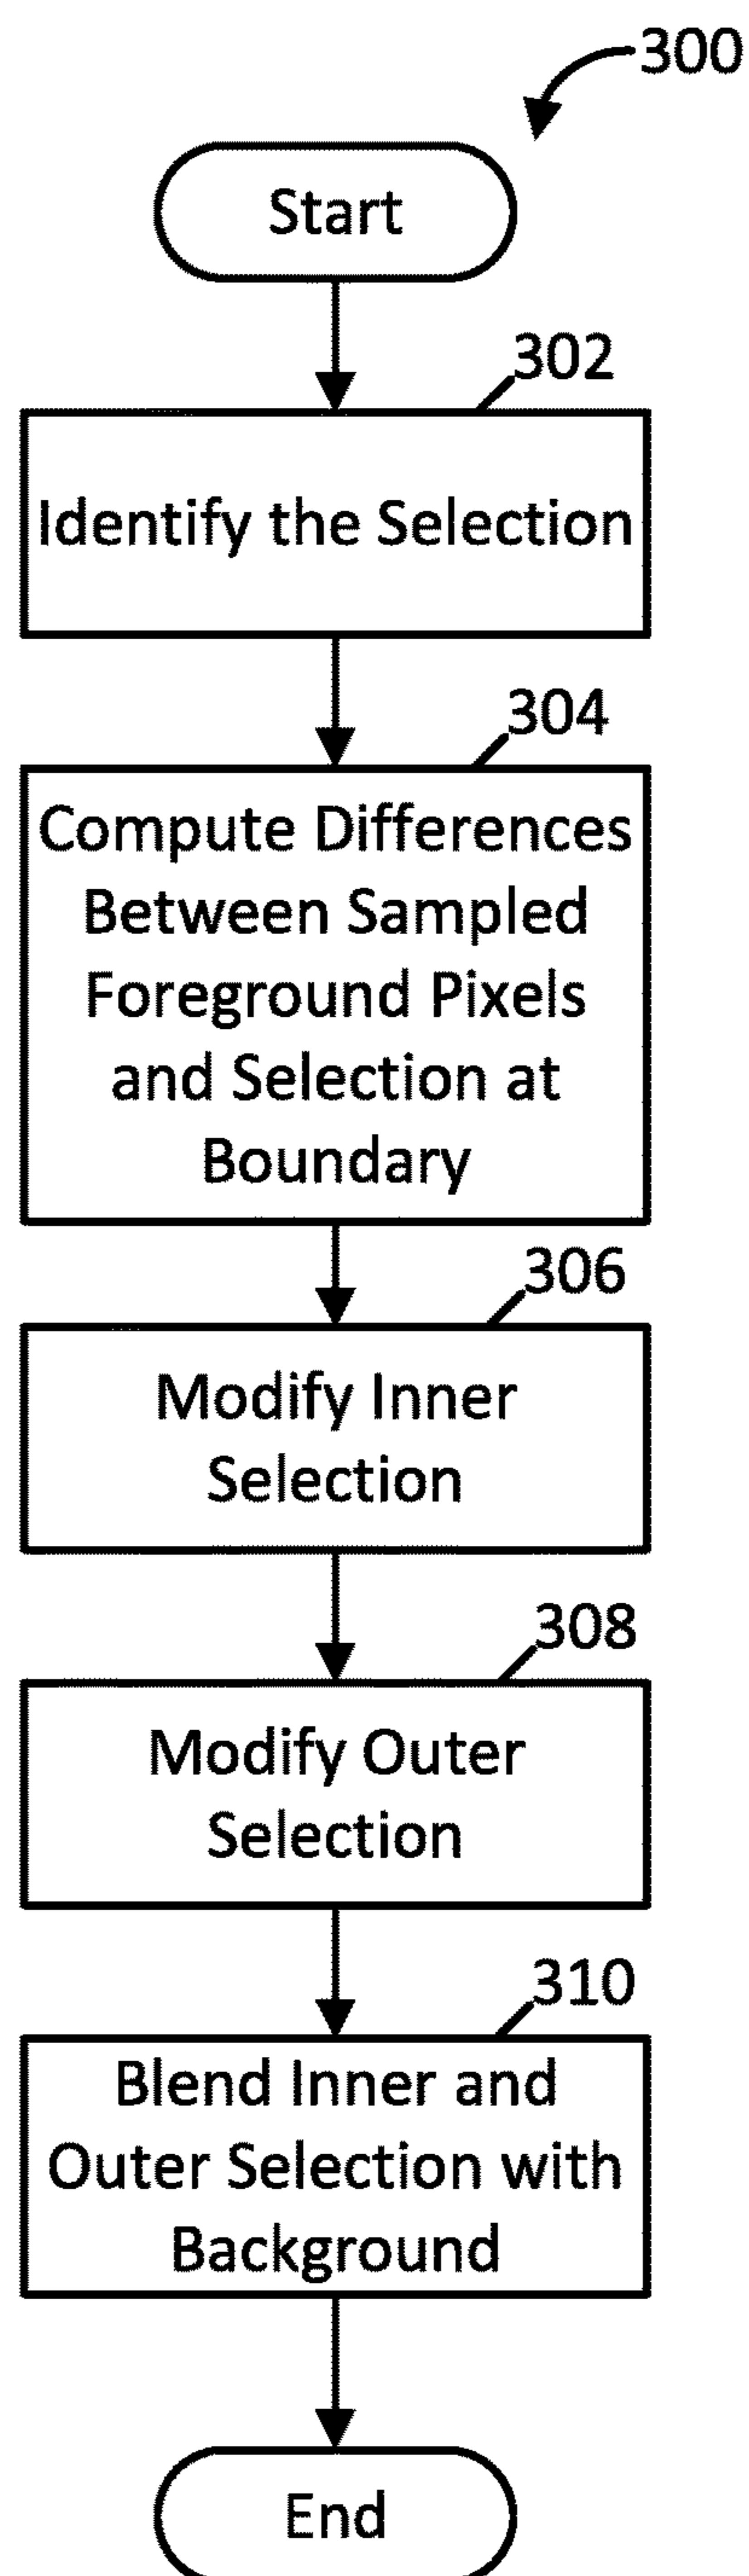 300
Start
302
Identify the Selection
304
Compute Differences
Between Sampled
Foreground Pixels
and Selection at
Boundary
306
Modify Inner
Selection
308
Modify Outer
Selection
310
Blend Inner and
Outer Selection with
Background
End